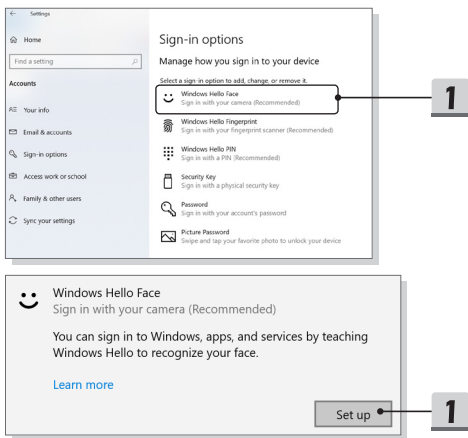 Settings
Home
Find a setting
Accounts
Your info
Email & accounts
Sign-in options
Access work or school
Family & other users
Sync your settings
Sign-in options
Manage how you sign in to your device
Select a sign-in option to add, change, or remove it.
Windows Hello Face
Sign in with your camera (Recommended)
Windows Hello Fingerprint
Sign in with your fingerprint scanner (Recommended)
Windows Hello PIN
Sign in with a PIN (Recommended)
Security Key
Sign in with a physical security key
Password
Sign in with your account's password
Picture Password
Swipe and tap your favorite photo to unlock your device
1
Windows Hello Face
Sign in with your camera (Recommended)
You can sign in to Windows, apps, and services by teaching
Windows Hello to recognize your face.
Learn more
Set up
1